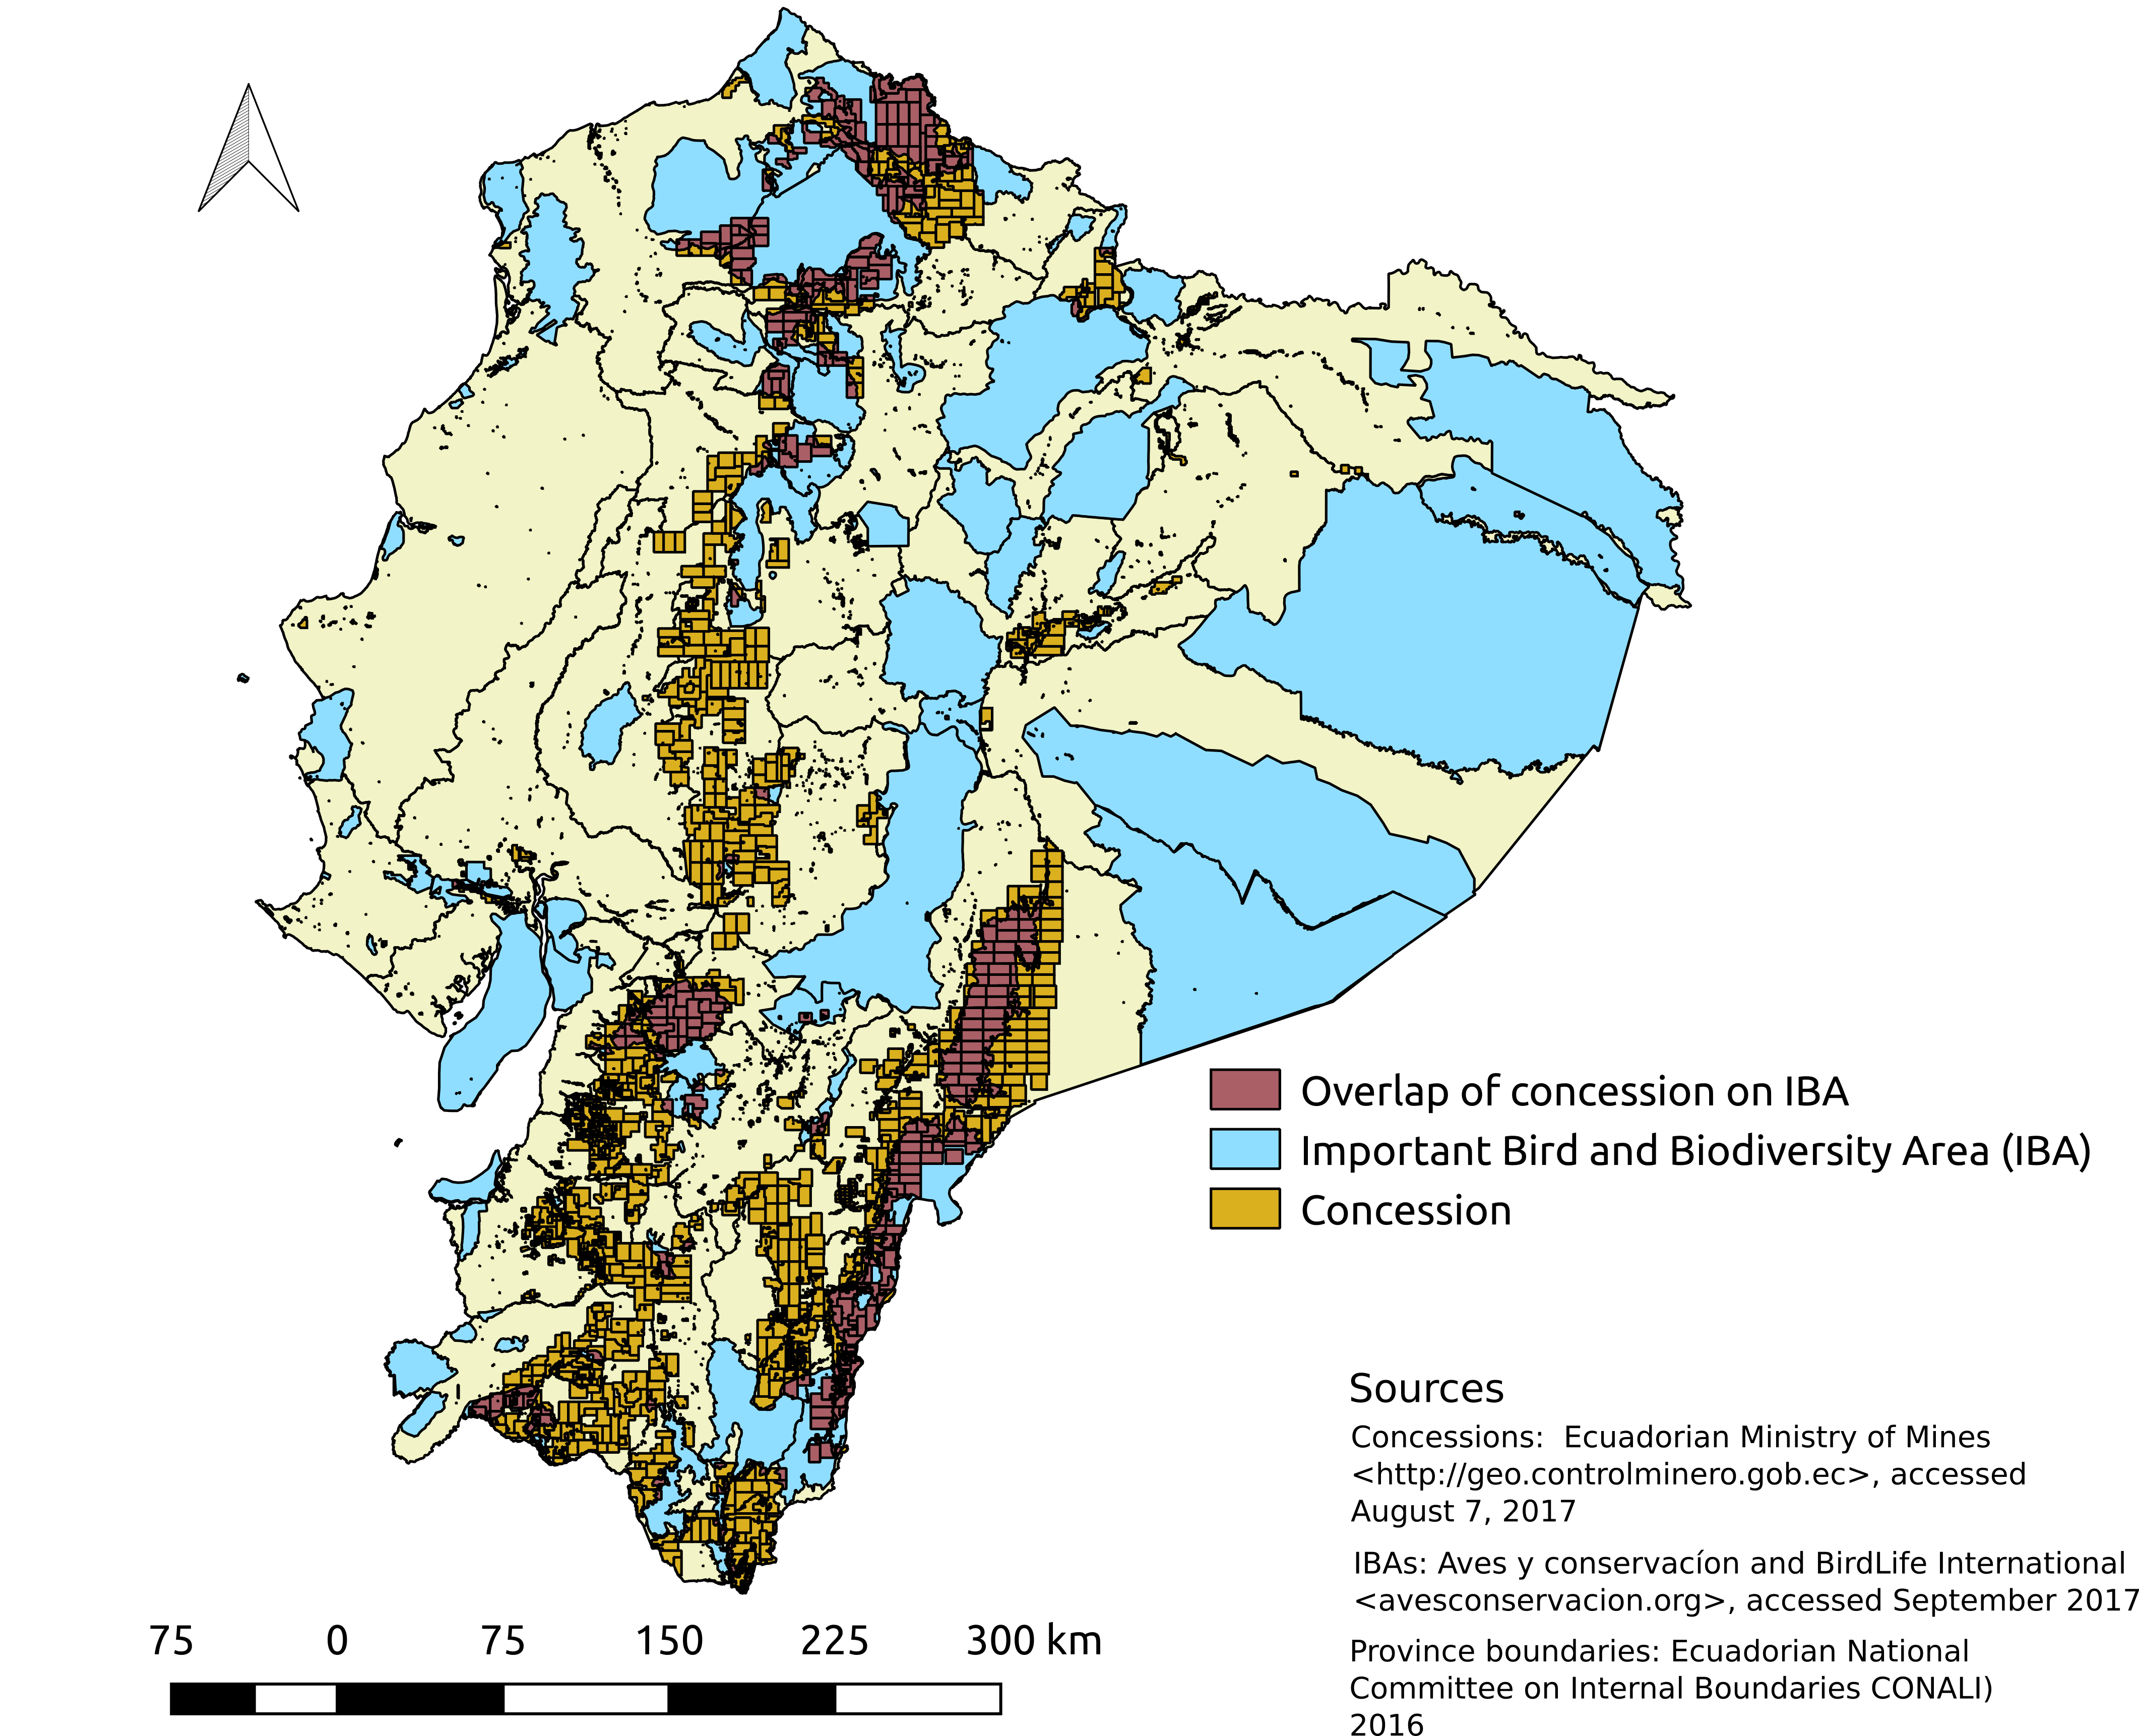 Overlap of concession on IBA
Important Bird and Biodiversity Area (IBA)
Concession
Sources
Concessions:  Ecuadorian Ministry of Mines
<http://geo.controlminero.gob.ec>, accessed
August 7, 2017
IBAs: Aves y conservacíon and BirdLife International
<avesconservacion.org>, accessed September 2017
Province boundaries: Ecuadorian National
Committee on Internal Boundaries CONALI)
2016
75 0 75 150 225 300 km